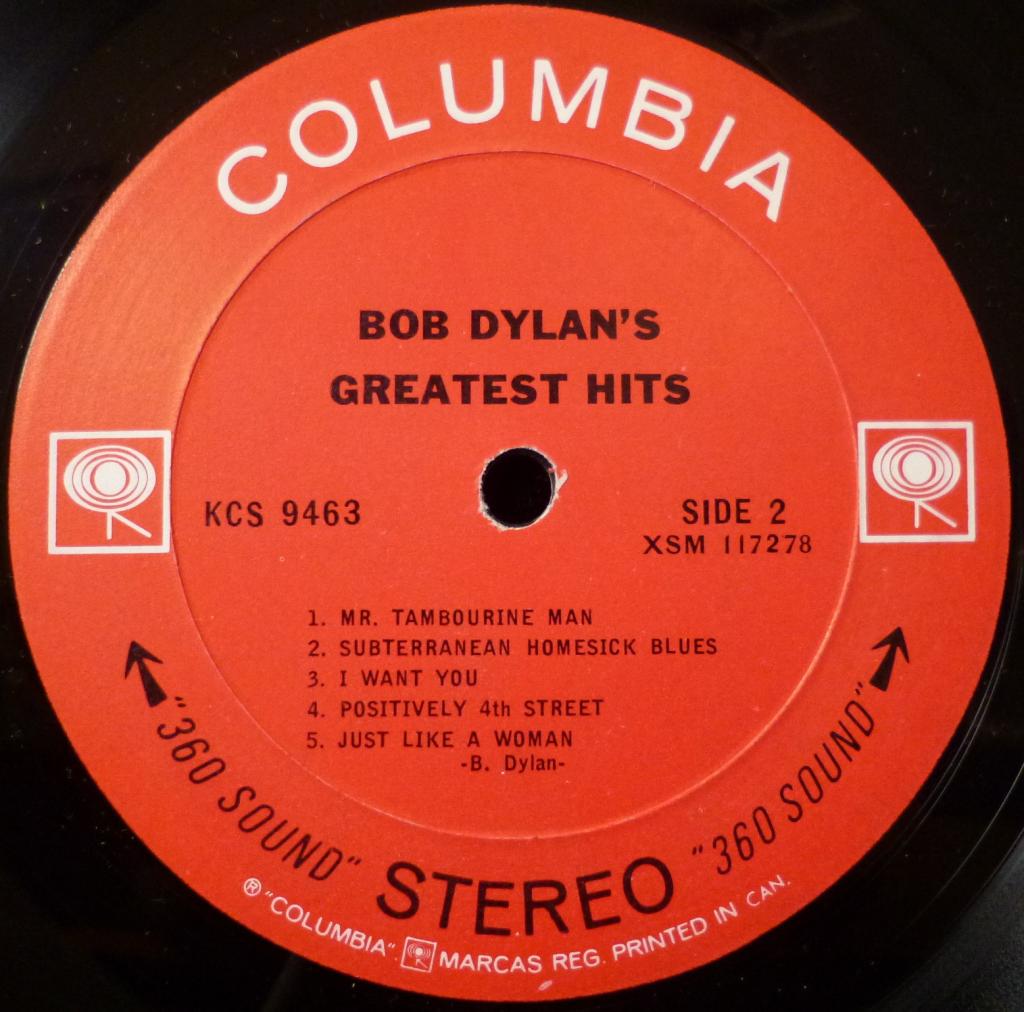 COLUMBIA
BOB DYLAN'S
GREATEST HITS
KCS 9463
SIDE 2
XSM 117278
1. MR. TAMBOURINE MAN
2. SUBTERRANEAN HOMESICK BLUES
3. I WANT YOU
4. POSITIVELY 4th STREET
5. JUST LIKE A WOMAN
-B. Dylan-
"360 SOUND" STEREO "360 SOUND"
® "COLUMBIA" MARCAS REG. PRINTED IN CAN.